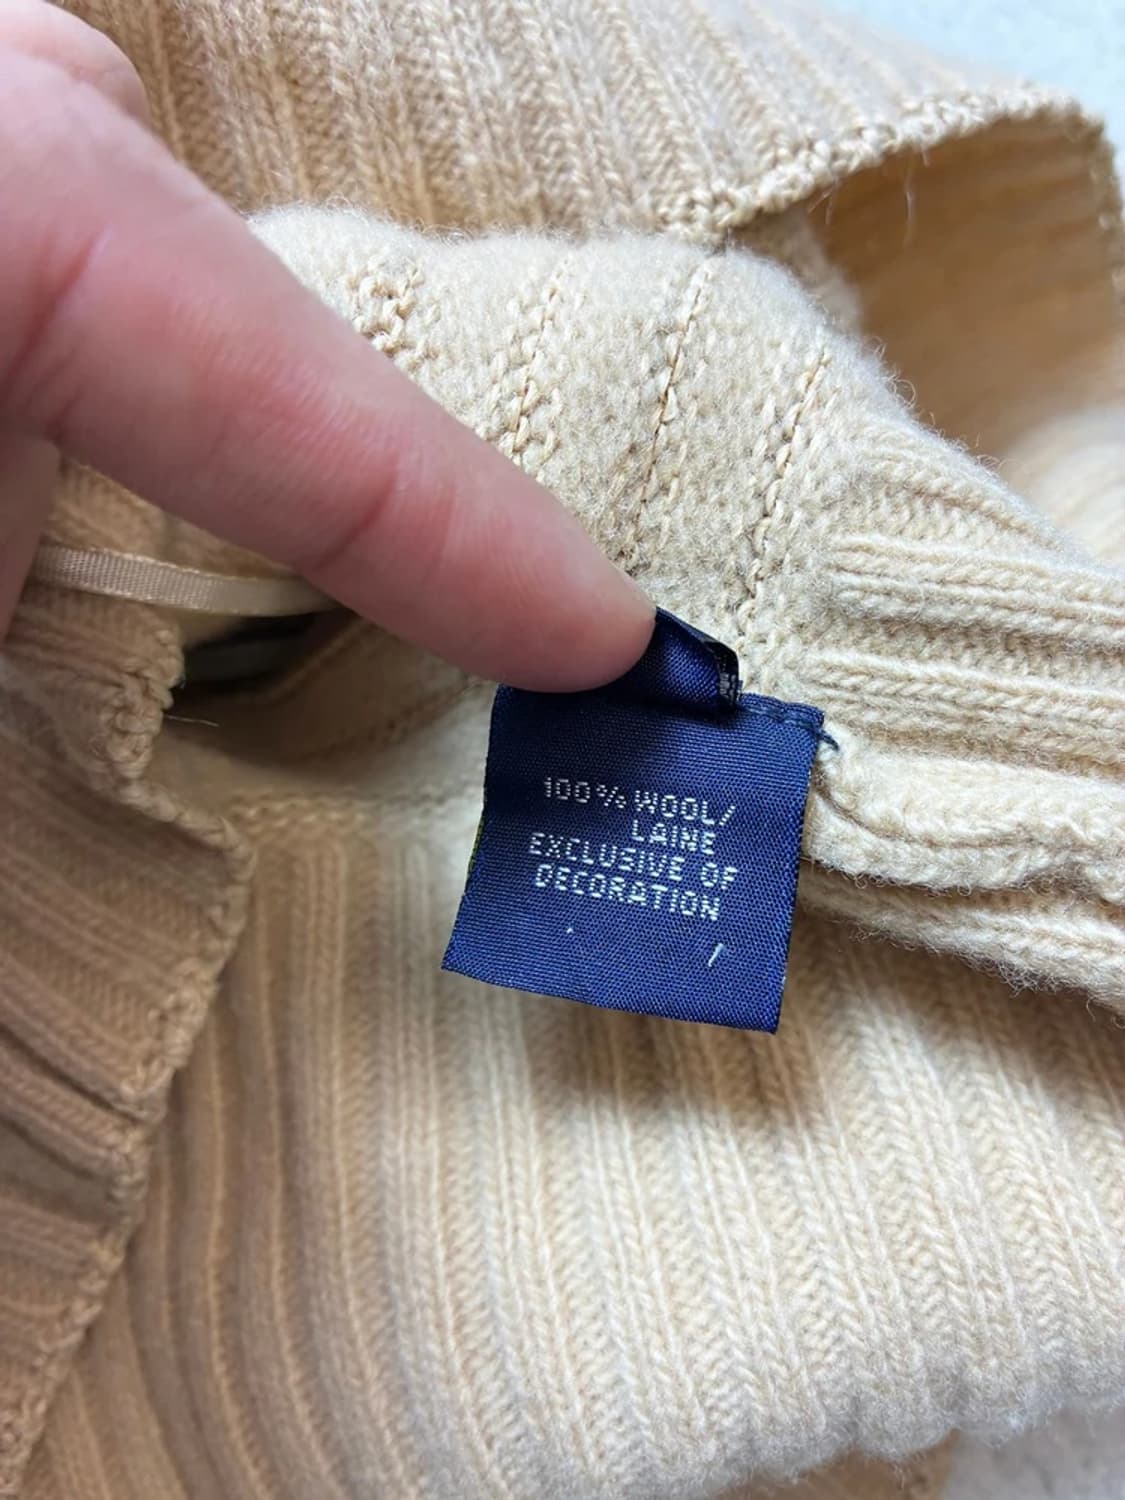 100% WOOL/
LAINE
EXCLUSIVE OF
DECORATION